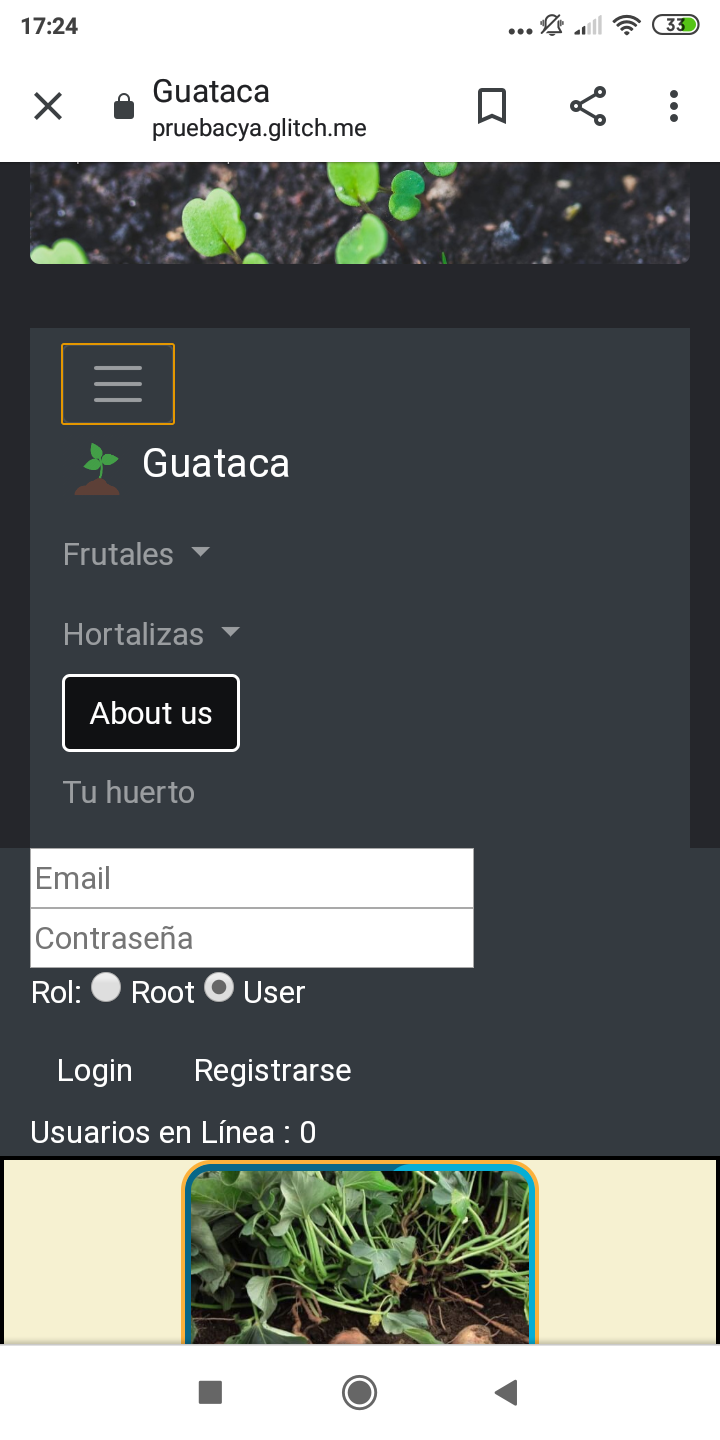 17:24
33
Guataca
pruebacya.glitch.me
Guataca
Frutales
Hortalizas
About us
Tu huerto
Email
Contraseña
Rol: Root User
Login Registrarse
Usuarios en Línea : 0